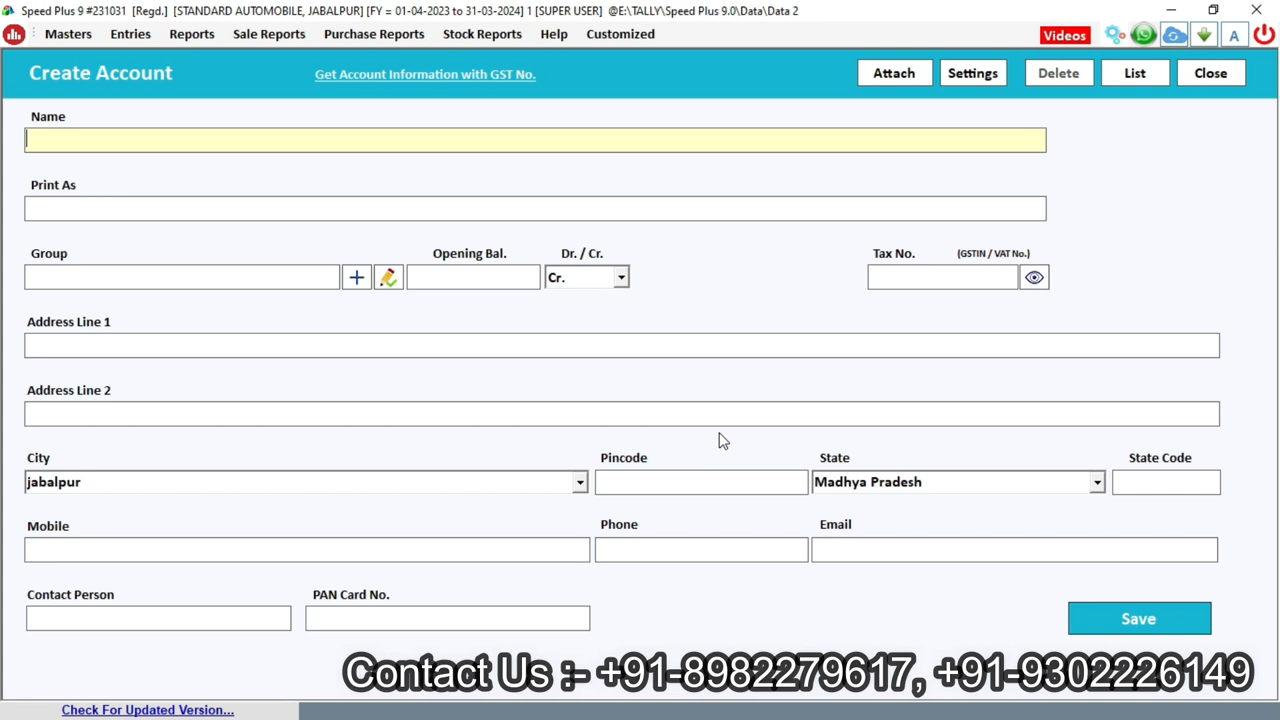 Speed Plus 9 #231031 [Regd.] [STANDARD AUTOMOBILE, JABALPUR] [FY = 01-04-2023 to 31-03-2024] 1 [SUPER USER] @E:\TALLY\Speed Plus 9.0\Data\Data 2
Masters Entries Reports Sale Reports Purchase Reports Stock Reports Help Customized Videos A
Create Account Get Account Information with GST No. Attach Settings Delete List Close
Name
Print As
Group Opening Bal. Dr. / Cr. Tax No. (GSTIN / VAT No.)
Cr.
Address Line 1
Address Line 2
City Pincode State State Code
jabalpur Madhya Pradesh
Mobile Phone Email
Contact Person PAN Card No.
Save
Contact Us :- +91-8982279617, +91-9302226149
Check For Updated Version...